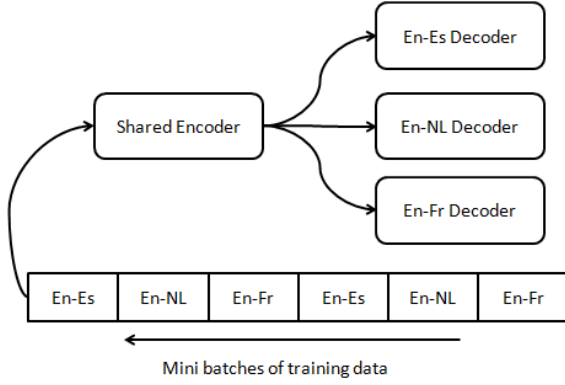 En-Es Decoder
Shared Encoder
En-NL Decoder
En-Fr Decoder
En-Es En-NL En-Fr En-Es En-NL En-Fr
Mini batches of training data